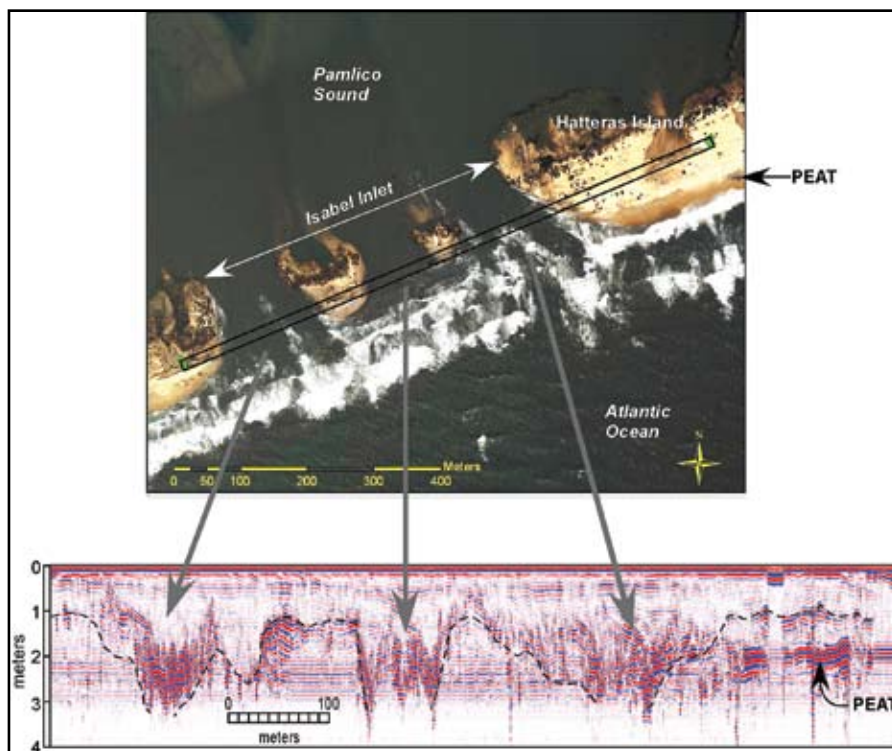 Pamlico
Sound
Hatteras Island
PEAT
Isabel Inlet
Atlantic
Ocean
N
Meters
0 50 100 200 300 400
0
1
2
3
4
meters
0 100
meters
PEAT